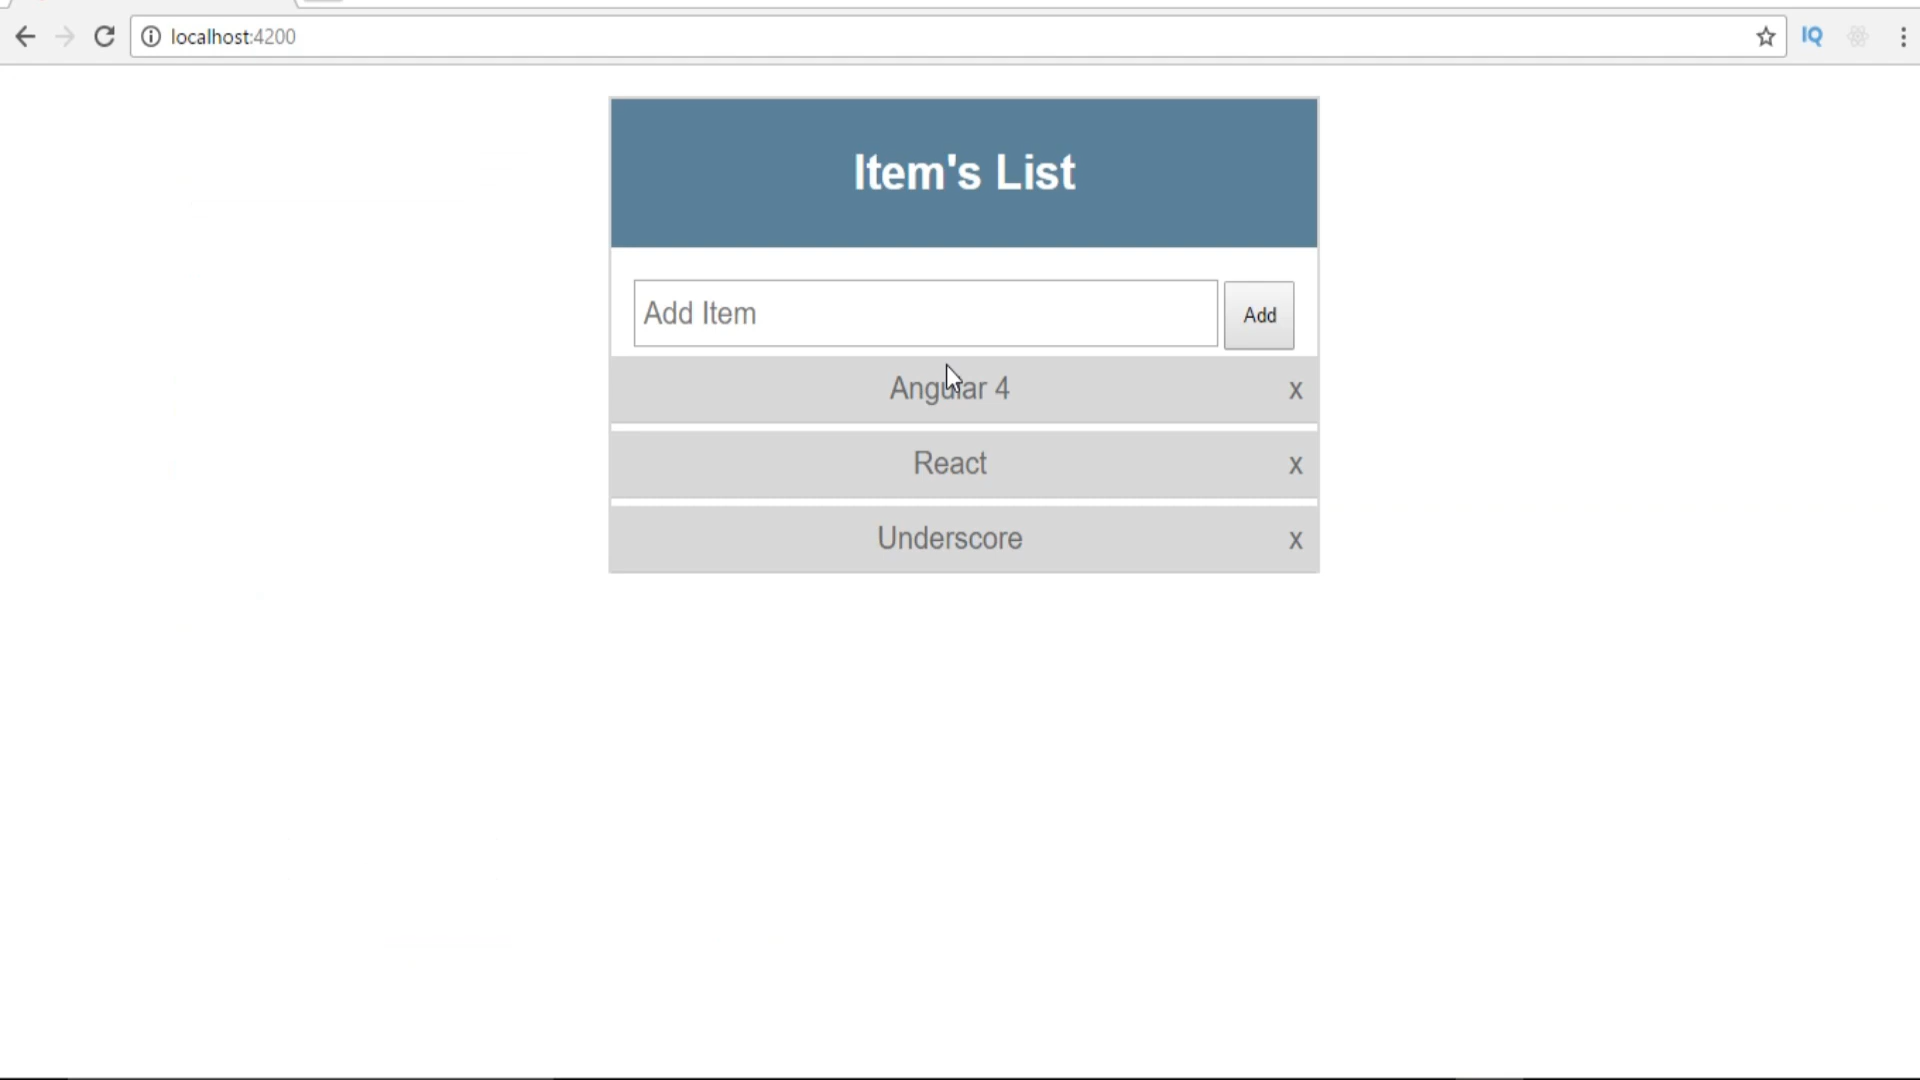 localhost:4200
IQ
Item's List
Add Item
Add
Angular 4 x
React x
Underscore x